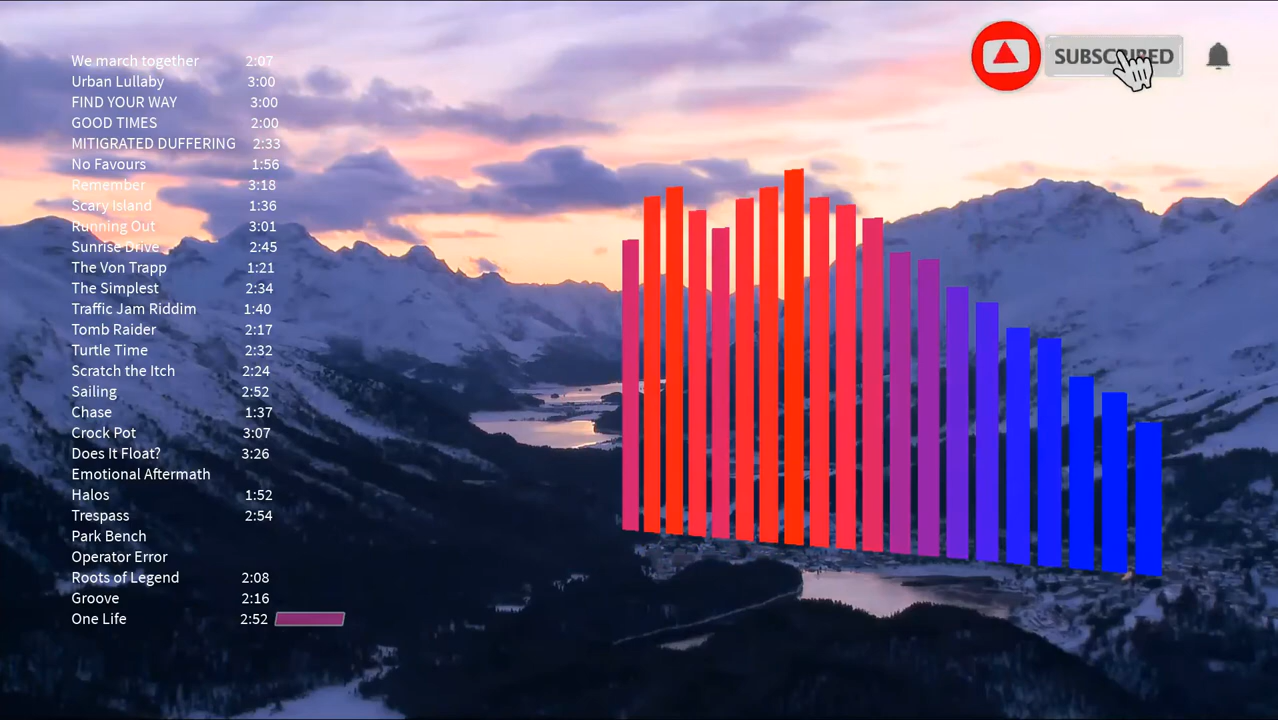 We march together 2:07
Urban Lullaby 3:00
FIND YOUR WAY 3:00
GOOD TIMES 2:00
MITIGRATED DUFFERING 2:33
No Favours 1:56
Remember 3:18
Scary Island 1:36
Running Out 3:01
Sunrise Drive 2:45
The Von Trapp 1:21
The Simplest 2:34
Traffic Jam Riddim 1:40
Tomb Raider 2:17
Turtle Time 2:32
Scratch the Itch 2:24
Sailing 2:52
Chase 1:37
Crock Pot 3:07
Does It Float? 3:26
Emotional Aftermath
Halos 1:52
Trespass 2:54
Park Bench
Operator Error
Roots of Legend 2:08
Groove 2:16
One Life 2:52
SUBSCRIBED